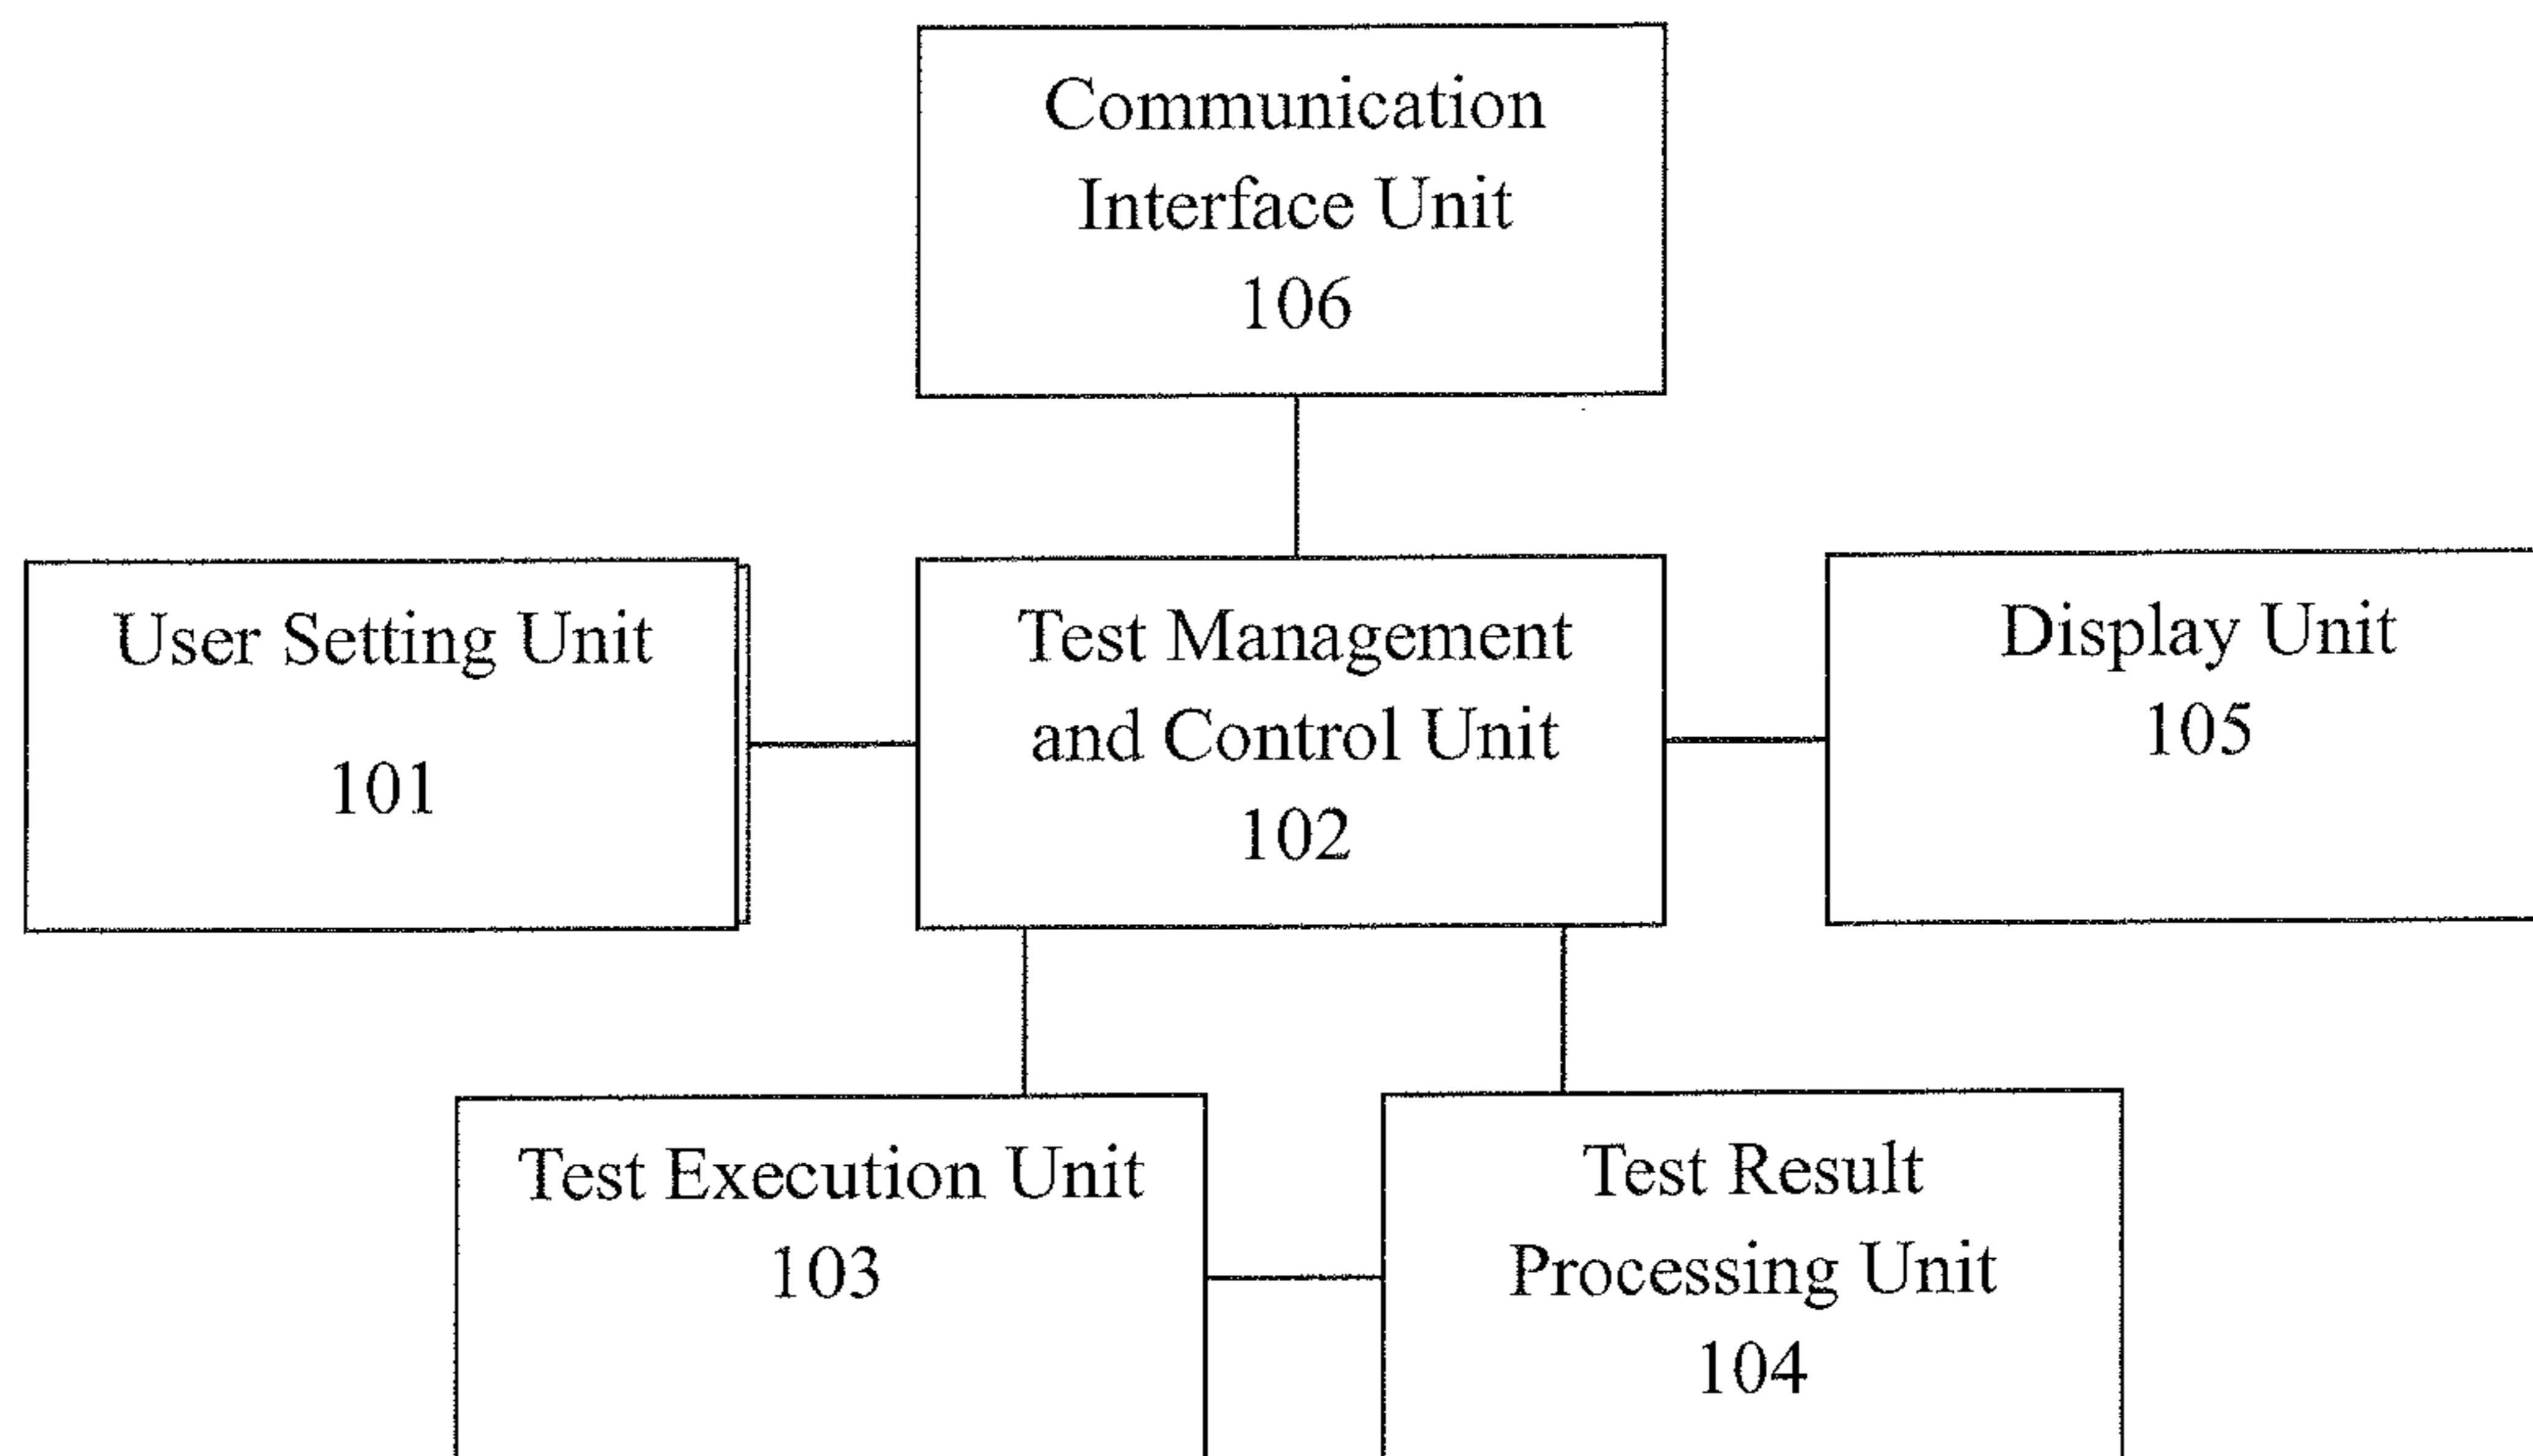 Communication
Interface Unit
106
User Setting Unit
101
Test Management
and Control Unit
102
Display Unit
105
Test Execution Unit
103
Test Result
Processing Unit
104